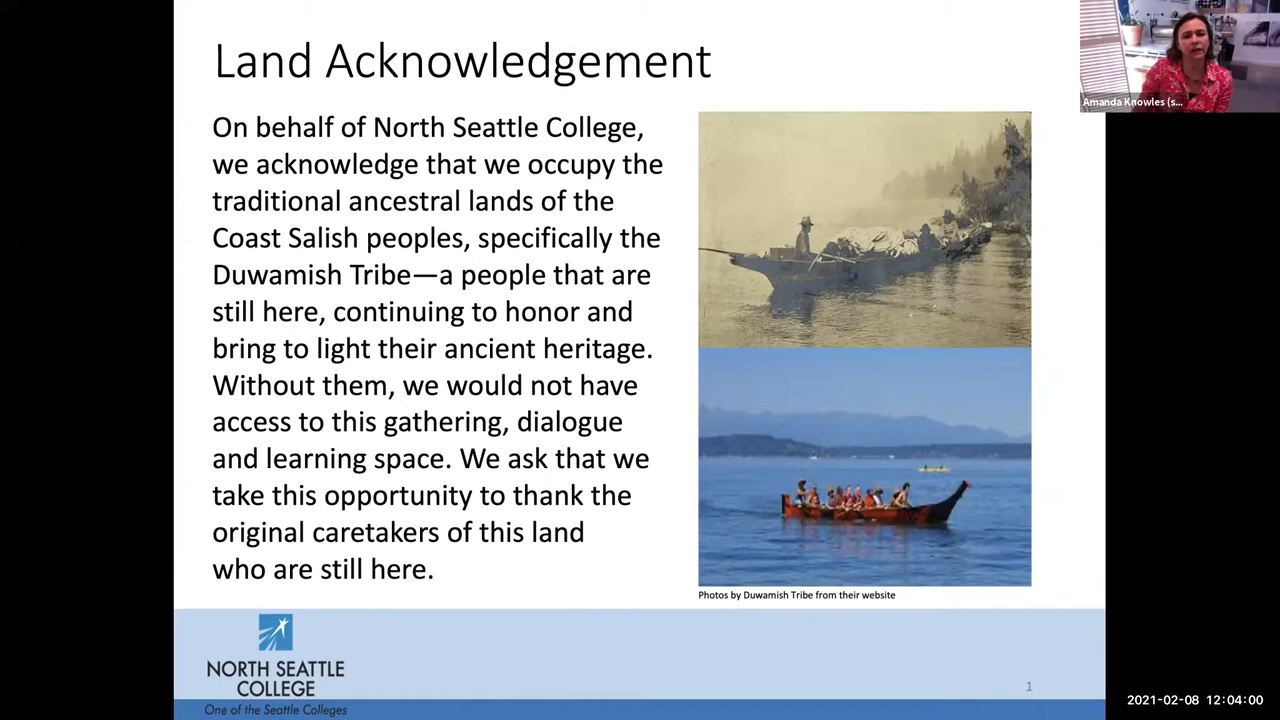 Land Acknowledgement
Amanda Knowles (s...
On behalf of North Seattle College,
we acknowledge that we occupy the
traditional ancestral lands of the
Coast Salish peoples, specifically the
Duwamish Tribe—a people that are
still here, continuing to honor and
bring to light their ancient heritage.
Without them, we would not have
access to this gathering, dialogue
and learning space. We ask that we
take this opportunity to thank the
original caretakers of this land
who are still here.
Photos by Duwamish Tribe from their website
NORTH SEATTLE
COLLEGE
One of the Seattle Colleges
1
2021-02-08 12:04:00